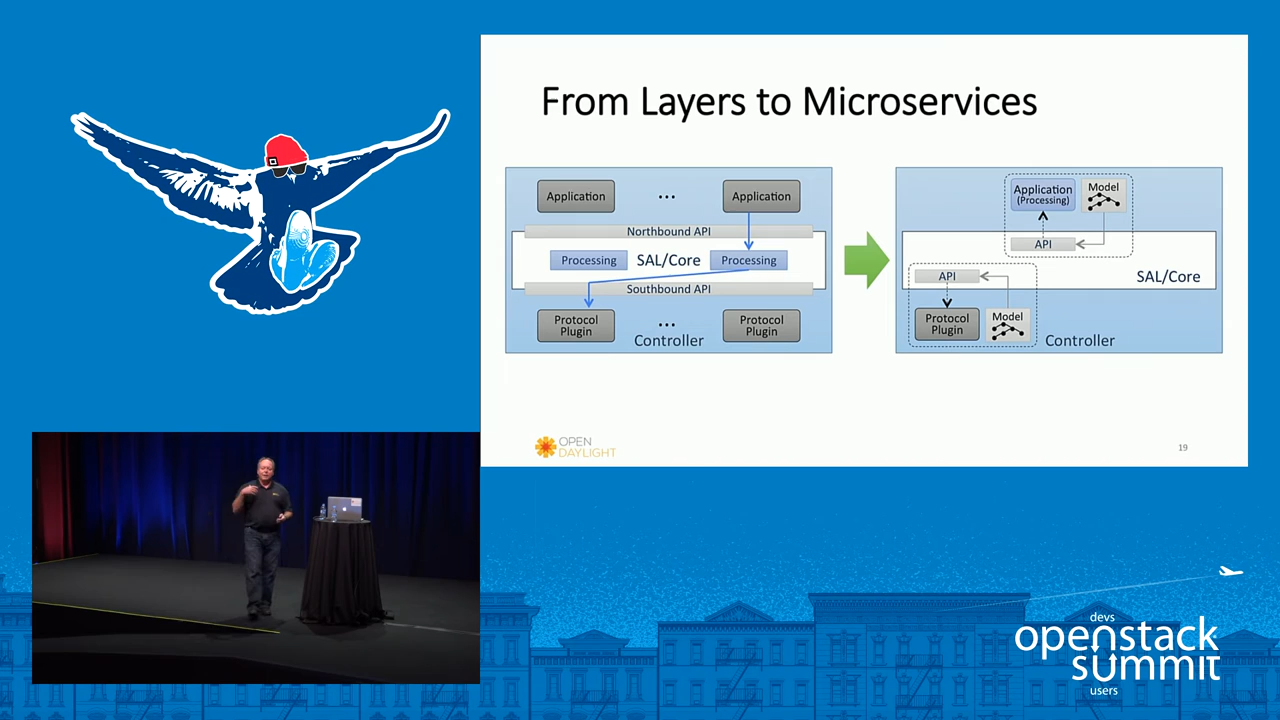 From Layers to Microservices
Application
...
Application
Northbound API
Processing
SAL/Core
Processing
Southbound API
Protocol
Plugin
...
Protocol
Plugin
Controller
Application
(Processing)
Model
API
API
SAL/Core
Protocol
Plugin
Model
Controller
OPEN
DAYLIGHT
19
devs
openstack
summit
users